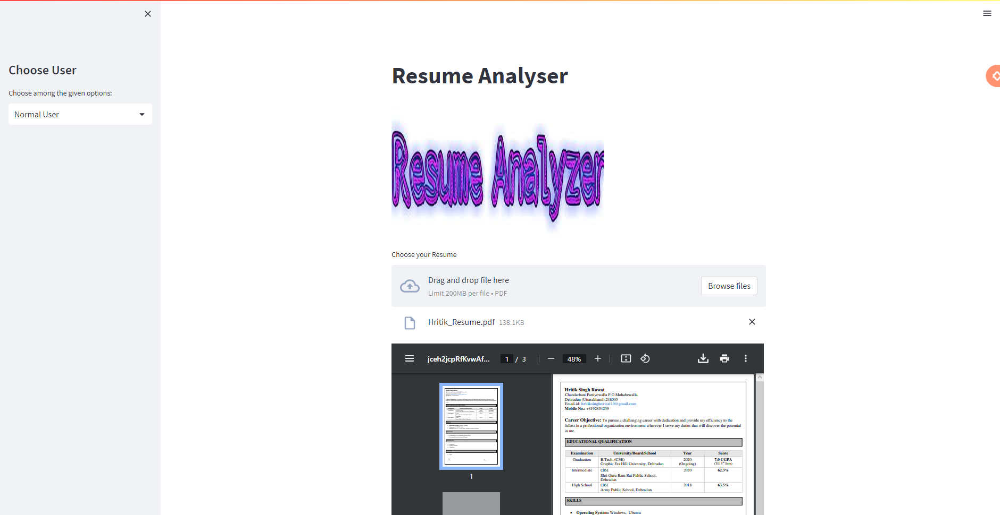 Choose User
Choose among the given options:
Normal User
Resume Analyser
Resume Analyzer
Choose your Resume
Drag and drop file here
Limit 200MB per file • PDF
Browse files
Hritik_Resume.pdf 138.1KB
jceh2jcpRfKvwAf... 1 / 3 48%
1
Hritik Singh Rawat
Chandarbani Pattiyowalla P.O Mohabewalla,
Dehradun (Uttarakhand),248005
Email-id: hritiksinghrawat10@gmail.com
Mobile No.: +8192834239
Career Objective: To pursue a challenging career with dedication and provide my efficiency to the
fullest in a professional organization environment wherever I serve my duties that will discover the potential
in me.
EDUCATIONAL QUALIFICATION
Examination University/Board/School Year Score
Graduation B.Tech. (CSE) 2020 7.0 CGPA
Graphic Era Hill University, Dehradun (Ongoing) (Till 5th Sem)
Intermediate CBSE 2020 62.3%
Shri Guru Ram Rai Public School,
Dehradun
High School CBSE 2018 63.5%
Army Public School, Dehradun
SKILLS
• Operating System: Windows, Ubuntu